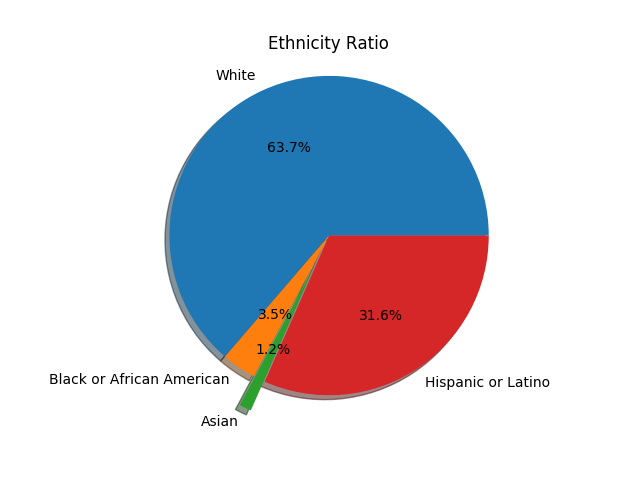 Ethnicity Ratio
White
63.7%
3.5%
31.6%
1.2%
Black or African American
Hispanic or Latino
Asian